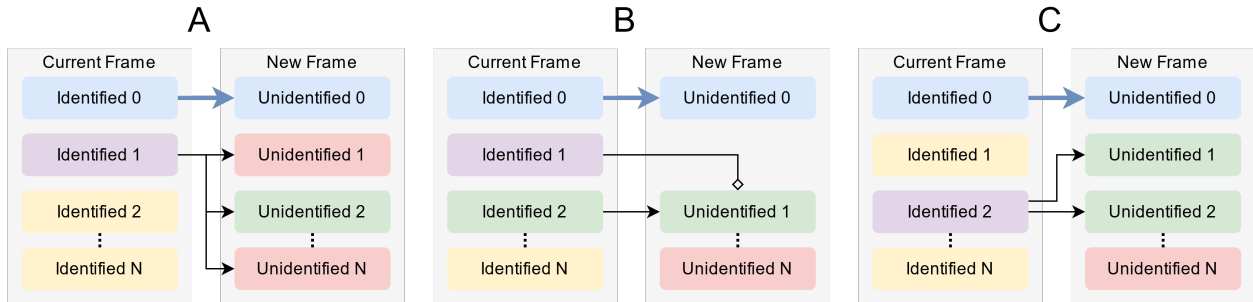 A
B
C
Current Frame
New Frame
Identified 0
Unidentified 0
Identified 1
Unidentified 1
Identified 2
Unidentified 2
Identified N
Unidentified N
Current Frame
New Frame
Identified 0
Unidentified 0
Identified 1
Identified 2
Unidentified 1
Identified N
Unidentified N
Current Frame
New Frame
Identified 0
Unidentified 0
Identified 1
Unidentified 1
Identified 2
Unidentified 2
Identified N
Unidentified N